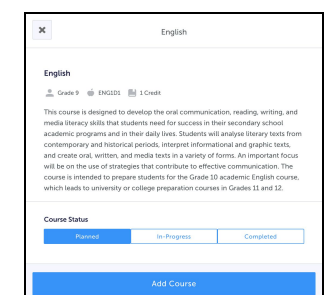 English
English
Grade 9 ENG1D1 1 Credit
This course is designed to develop the oral communication, reading, writing, and
media literacy skills that students need for success in their secondary school
academic programs and in their daily lives. Students will analyse literary texts from
contemporary and historical periods, interpret informational and graphic texts,
and create oral, written, and media texts in a variety of forms. An important focus
will be on the use of strategies that contribute to effective communication. The
course is intended to prepare students for the Grade 10 academic English course,
which leads to university or college preparation courses in Grades 11 and 12.
Course Status
Planned In-Progress Completed
Add Course